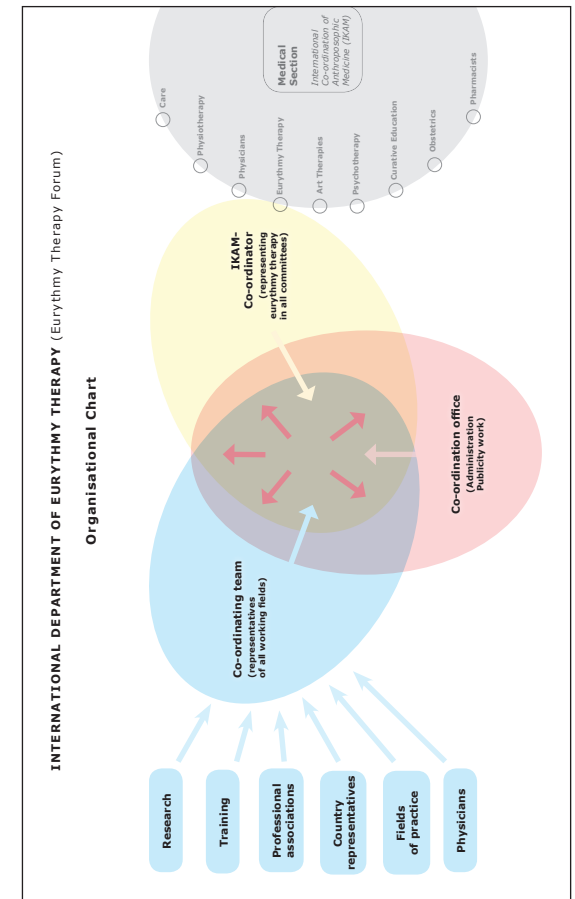 INTERNATIONAL DEPARTMENT OF EURYTHMY THERAPY (Eurythmy Therapy Forum)
Organisational Chart
Research
Training
Professional
associations
Country
representatives
Fields
of practice
Physicians
Co-ordinating team
(representatives
of all working fields)
IKAM-
Co-ordinator
(representing
eurythmy therapy
in all committees)
Co-ordination office
(Administration
Publicity work)
Care
Physiotherapy
Physicians
Eurythmy Therapy
Art Therapies
Psychotherapy
Curative Education
Obstetrics
Pharmacists
Medical
Section
International
Co-ordination of
Anthroposophic
Medicine (IKAM)